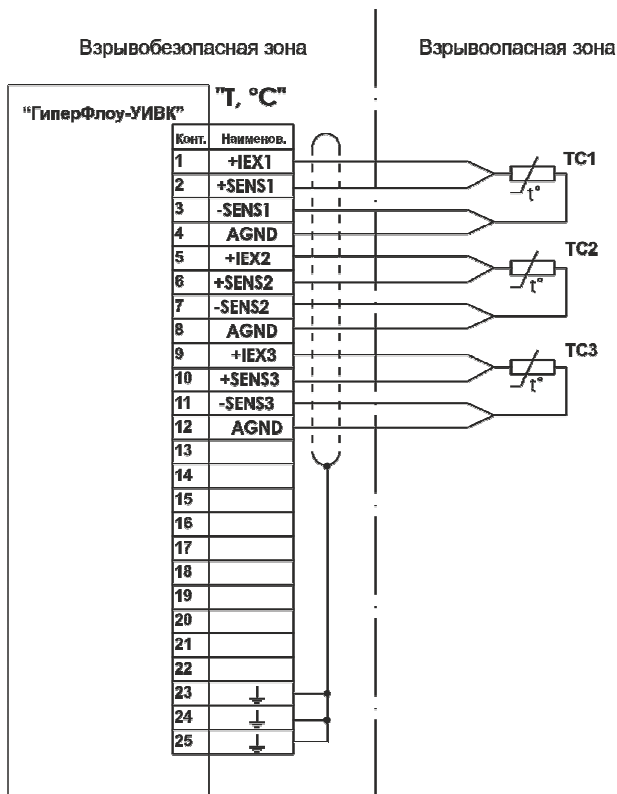 Взрывобезопасная зона
Взрывоопасная зона
"T, °C"
“ГиперФлоу-УИВК”
Конт. Наименов.
1 +IEX1
2 +SENS1
3 -SENS1
4 AGND
5 +IEX2
6 +SENS2
7 -SENS2
8 AGND
9 +IEX3
10 +SENS3
11 -SENS3
12 AGND
13
14
15
16
17
18
19
20
21
22
23
24
25
TC1
t°
TC2
t°
TC3
t°